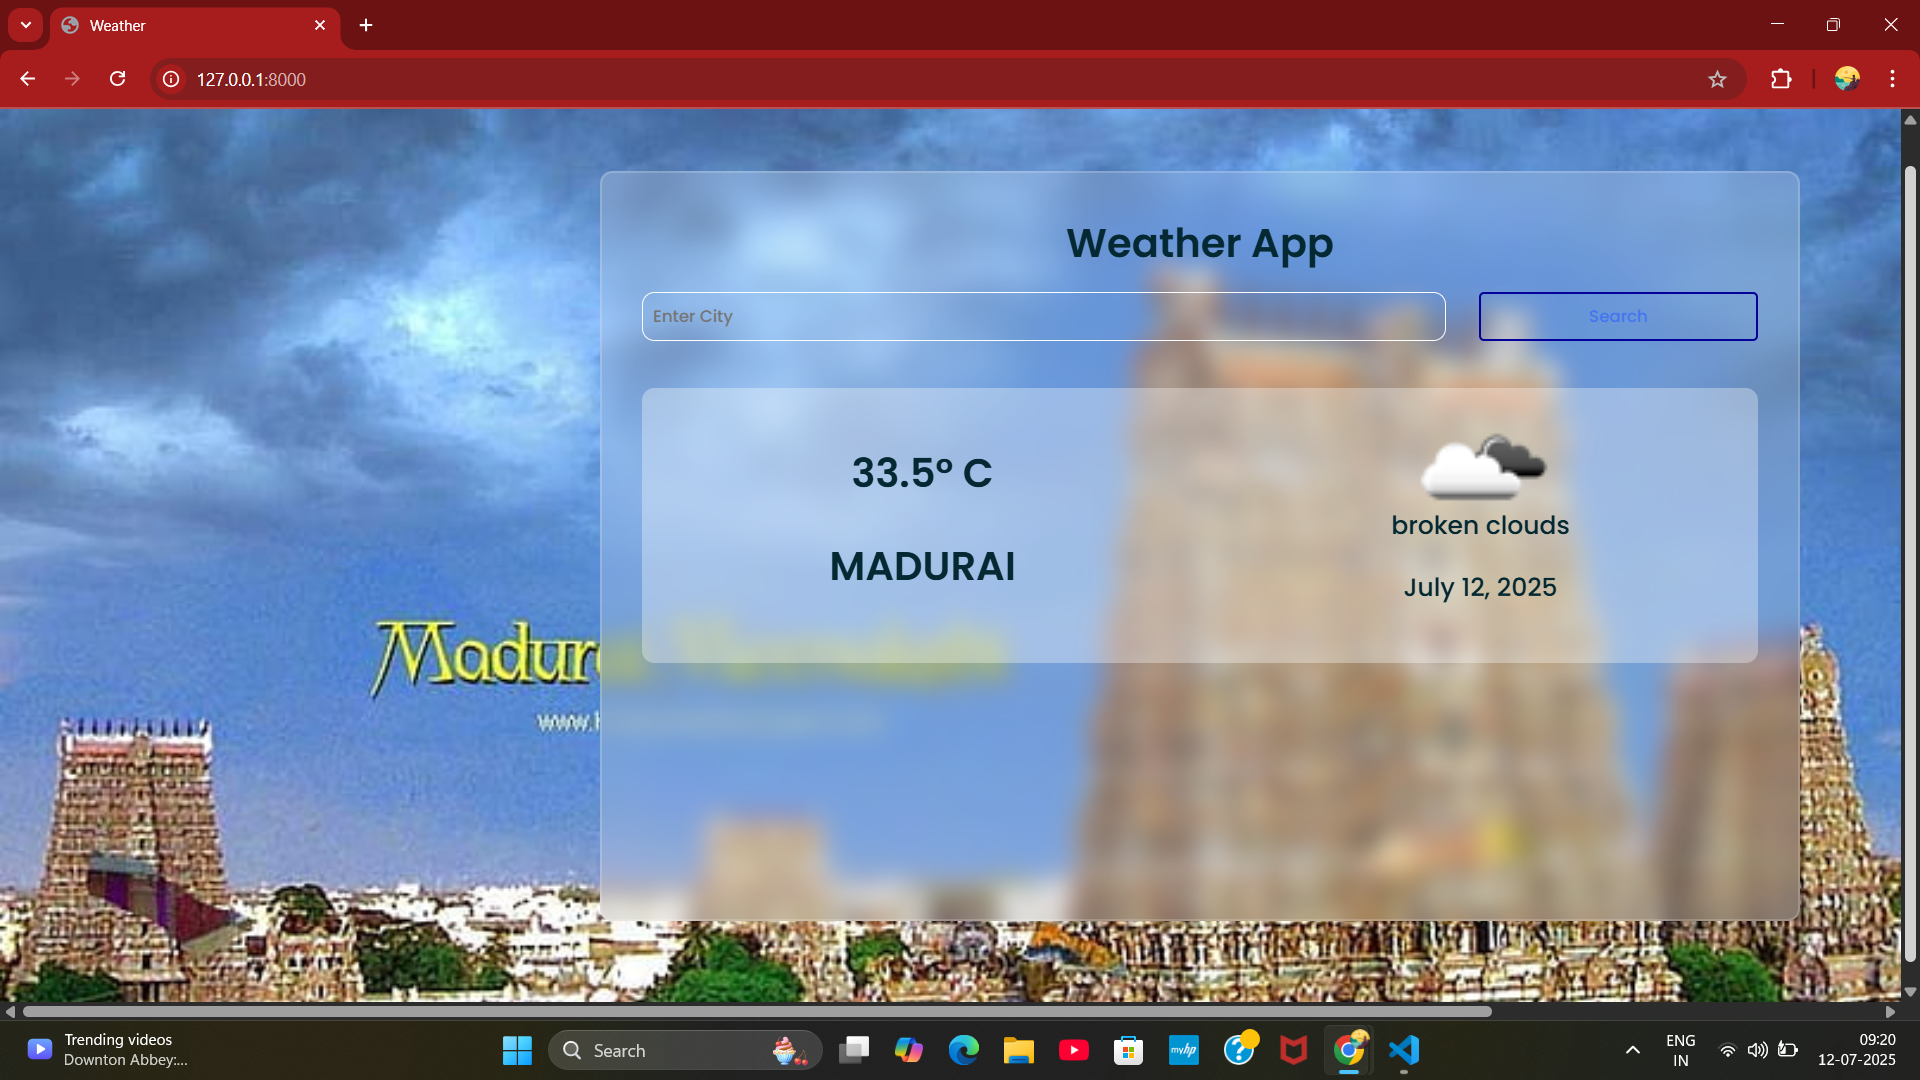 Weather
127.0.0.1:8000
Weather App
Enter City
Search
33.5° C
broken clouds
MADURAI
July 12, 2025
Madur
www.
Trending videos
Downton Abbey:...
Search
myhp
ENG
IN
09:20
12-07-2025